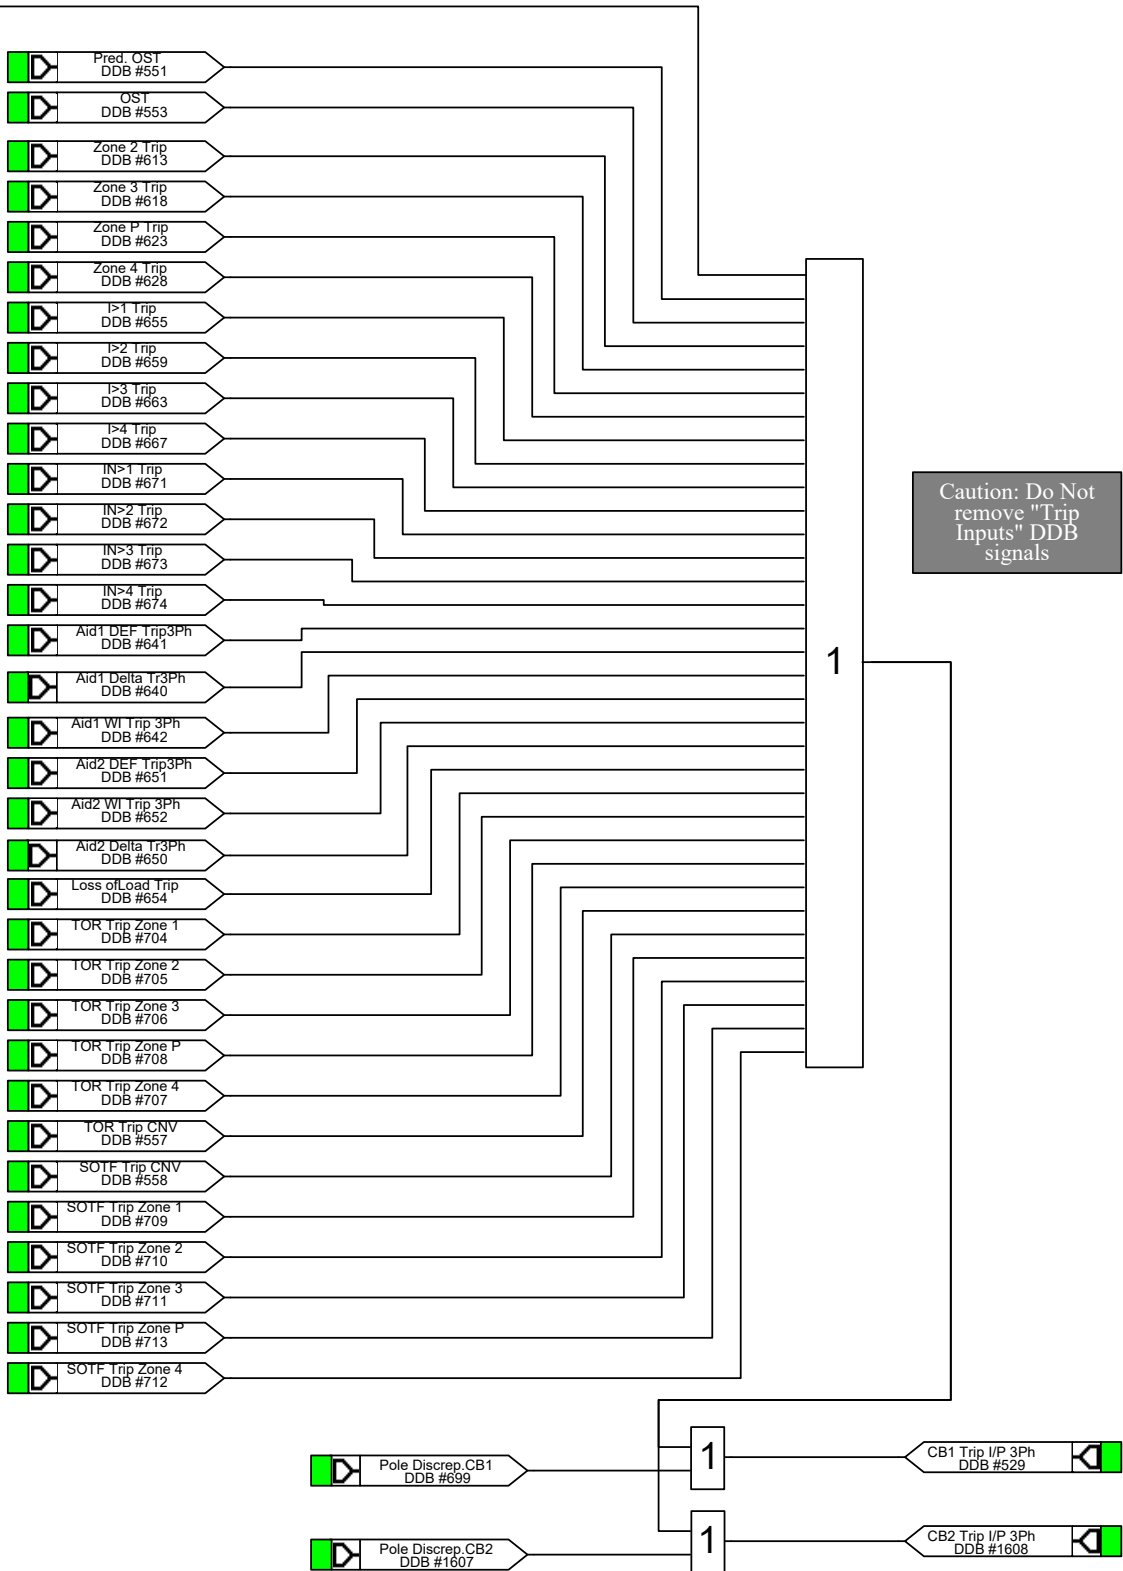 Pred. OST
DDB #551
OST
DDB #553
Zone 2 Trip
DDB #613
Zone 3 Trip
DDB #618
Zone P Trip
DDB #623
Zone 4 Trip
DDB #628
I>1 Trip
DDB #655
I>2 Trip
DDB #659
I>3 Trip
DDB #663
I>4 Trip
DDB #667
IN>1 Trip
DDB #671
IN>2 Trip
DDB #672
IN>3 Trip
DDB #673
IN>4 Trip
DDB #674
Aid1 DEF Trip3Ph
DDB #641
Aid1 Delta Tr3Ph
DDB #640
Aid1 WI Trip 3Ph
DDB #642
Aid2 DEF Trip3Ph
DDB #651
Aid2 WI Trip 3Ph
DDB #652
Aid2 Delta Tr3Ph
DDB #650
Loss ofLoad Trip
DDB #654
TOR Trip Zone 1
DDB #704
TOR Trip Zone 2
DDB #705
TOR Trip Zone 3
DDB #706
TOR Trip Zone P
DDB #708
TOR Trip Zone 4
DDB #707
TOR Trip CNV
DDB #557
SOTF Trip CNV
DDB #558
SOTF Trip Zone 1
DDB #709
SOTF Trip Zone 2
DDB #710
SOTF Trip Zone 3
DDB #711
SOTF Trip Zone P
DDB #713
SOTF Trip Zone 4
DDB #712
1
Caution: Do Not
remove "Trip
Inputs" DDB
signals
Pole Discrep.CB1
DDB #699
1
CB1 Trip I/P 3Ph
DDB #529
Pole Discrep.CB2
DDB #1607
1
CB2 Trip I/P 3Ph
DDB #1608